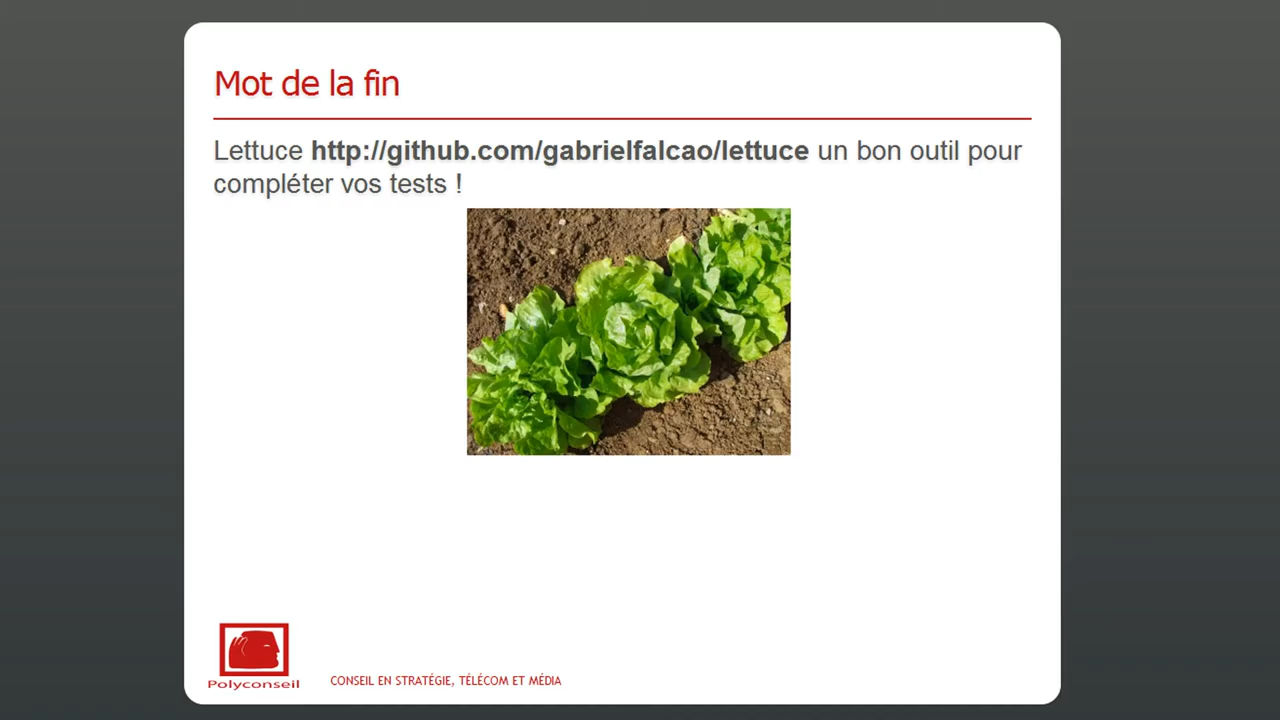 Mot de la fin
Lettuce http://github.com/gabrielfalcao/lettuce un bon outil pour
compléter vos tests !
Polyconseil
CONSEIL EN STRATÉGIE, TÉLÉCOM ET MÉDIA